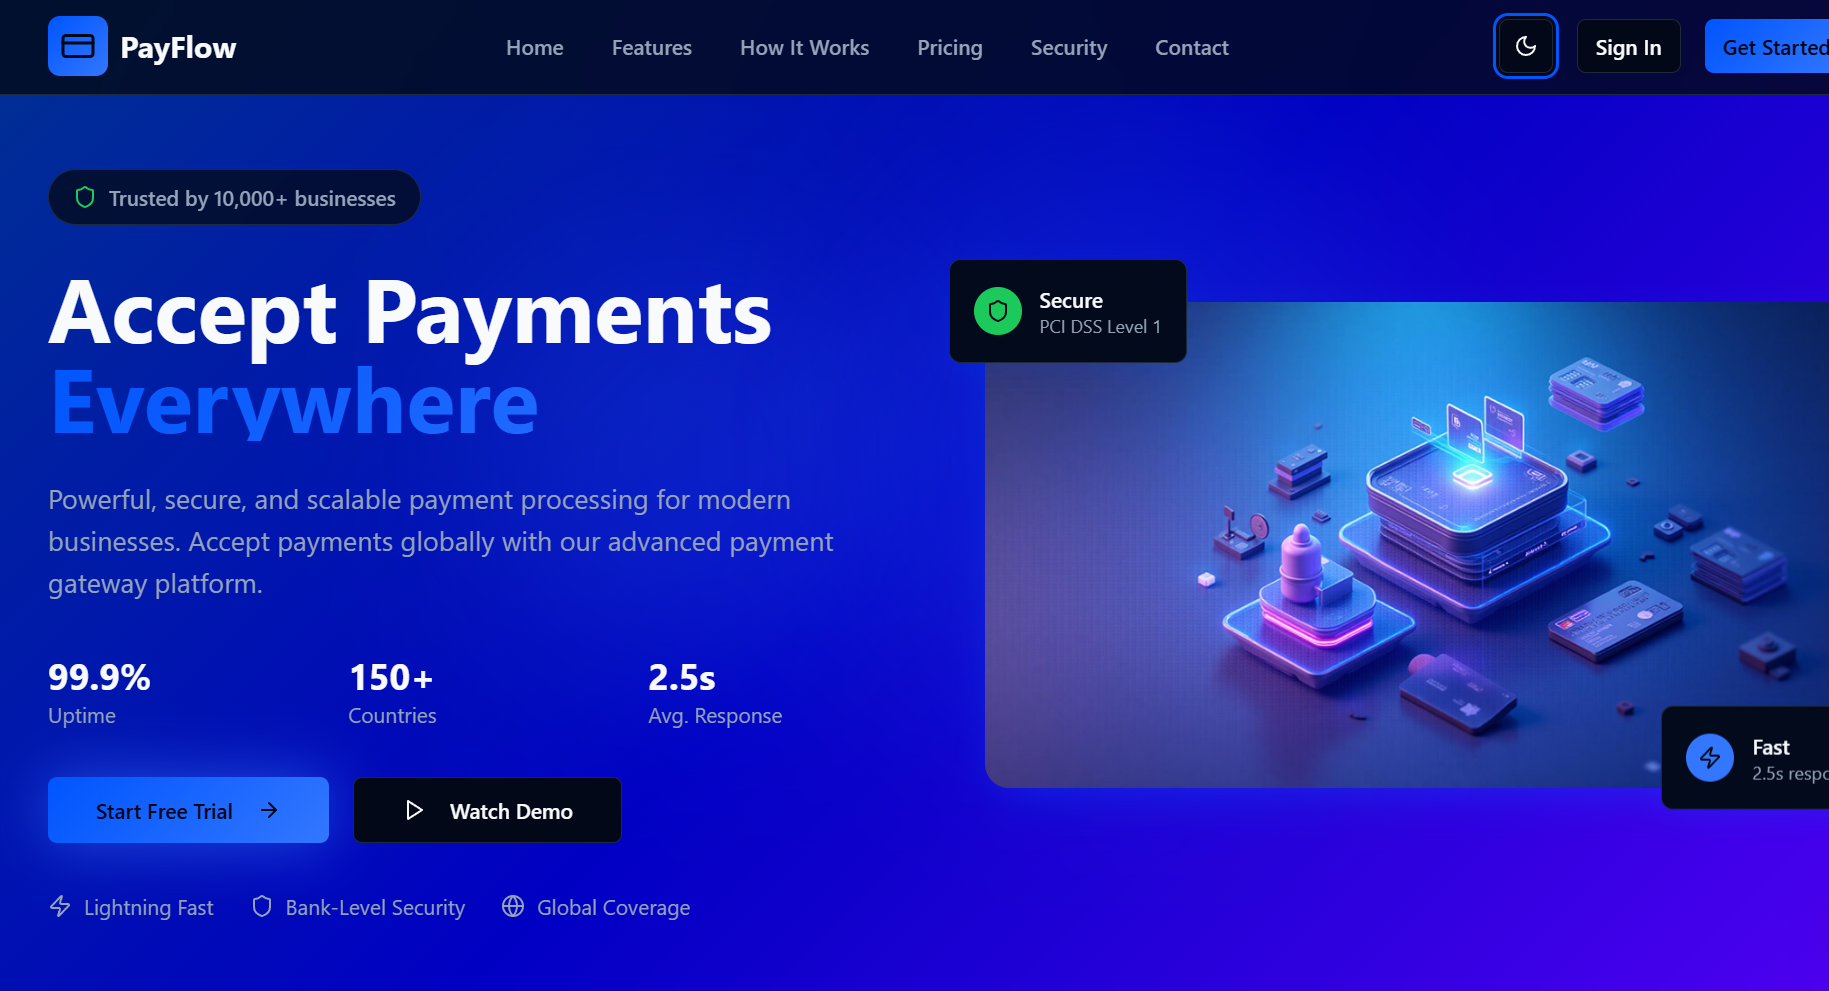 PayFlow
Home
Features
How It Works
Pricing
Security
Contact
Sign In
Get Started
Trusted by 10,000+ businesses
Accept Payments
Everywhere
Powerful, secure, and scalable payment processing for modern
businesses. Accept payments globally with our advanced payment
gateway platform.
99.9%
Uptime
150+
Countries
2.5s
Avg. Response
Start Free Trial
Watch Demo
Lightning Fast
Bank-Level Security
Global Coverage
Secure
PCI DSS Level 1
Fast
2.5s respo